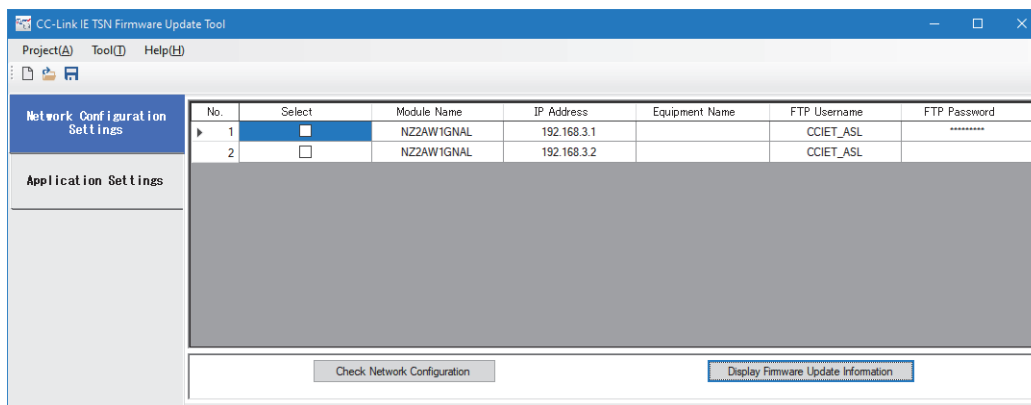 CC-Link IE TSN Firmware Update Tool
Project(A) Tool(T) Help(H)
Network Configuration
Settings
Application Settings
No. Select Module Name IP Address Equipment Name FTP Username FTP Password
1 NZ2AW1GNAL 192.168.3.1 CCIET_ASL *********
2 NZ2AW1GNAL 192.168.3.2 CCIET_ASL
Check Network Configuration Display Firmware Update Information